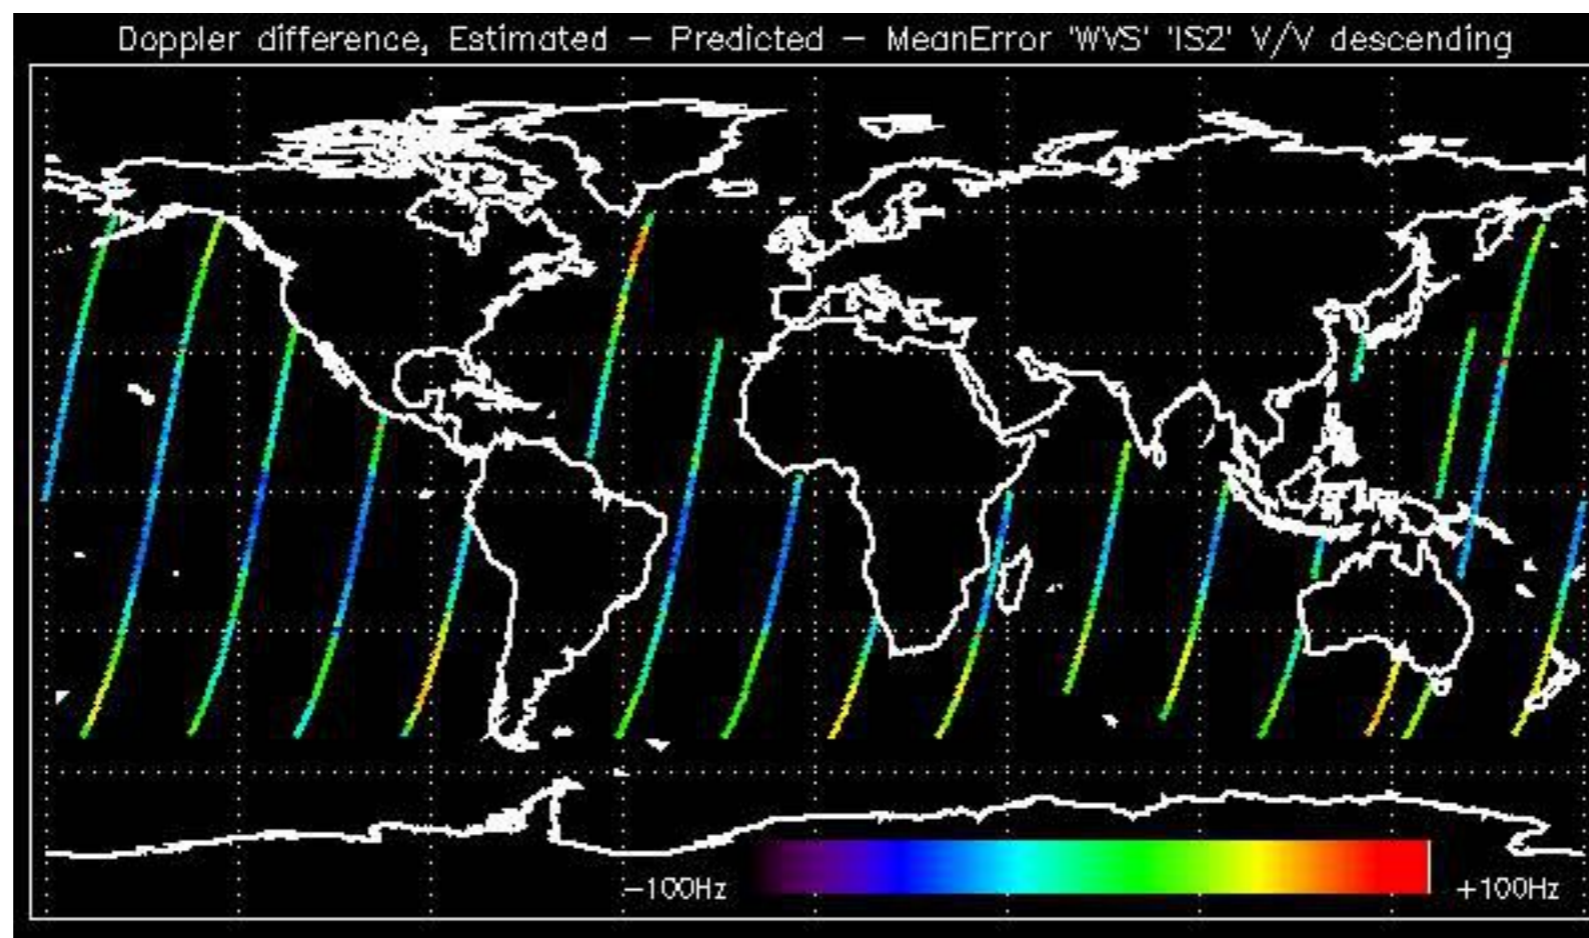 Doppler difference, Estimated – Predicted – MeanError 'WVS' 'IS2' V/V descending
−100Hz +100Hz